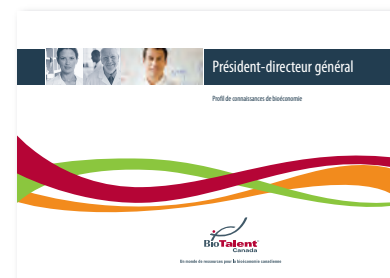 Président-directeur général
Profil de connaissances de bioéconomie
BioTalent
Canada
Un monde de ressources pour la bioéconomie canadienne